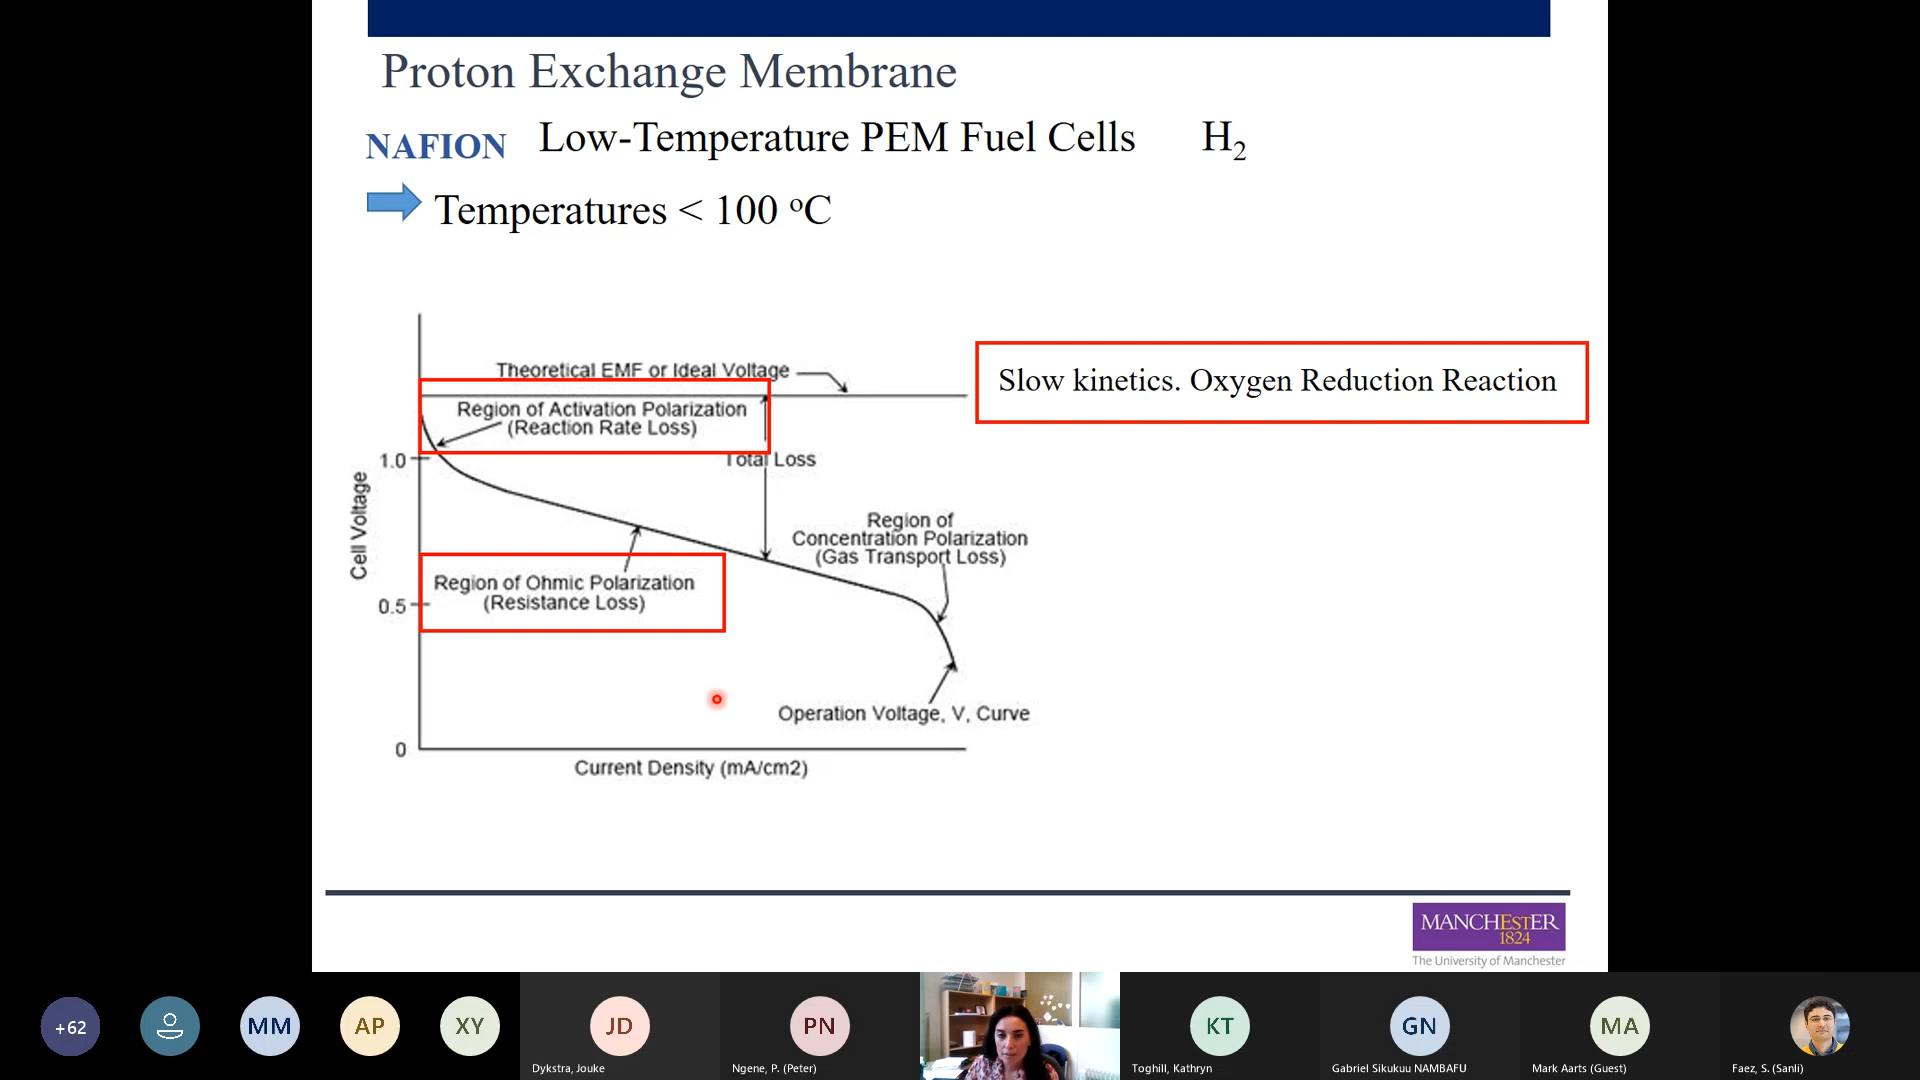 Proton Exchange Membrane
NAFION Low-Temperature PEM Fuel Cells H2
Temperatures < 100 oC
Theoretical EMF or Ideal Voltage
Slow kinetics. Oxygen Reduction Reaction
Region of Activation Polarization
(Reaction Rate Loss)
1.0
Total Loss
Cell Voltage
Region of
Concentration Polarization
(Gas Transport Loss)
Region of Ohmic Polarization
(Resistance Loss)
0.5
Operation Voltage, V, Curve
0
Current Density (mA/cm2)
MANCHESTER
1824
The University of Manchester
+62
MM
AP
XY
JD
PN
KT
GN
MA
Dykstra, Jouke
Ngene, P. (Peter)
Toghill, Kathryn
Gabriel Sikukuu NAMBAFU
Mark Aarts (Guest)
Faez, S. (Sanli)